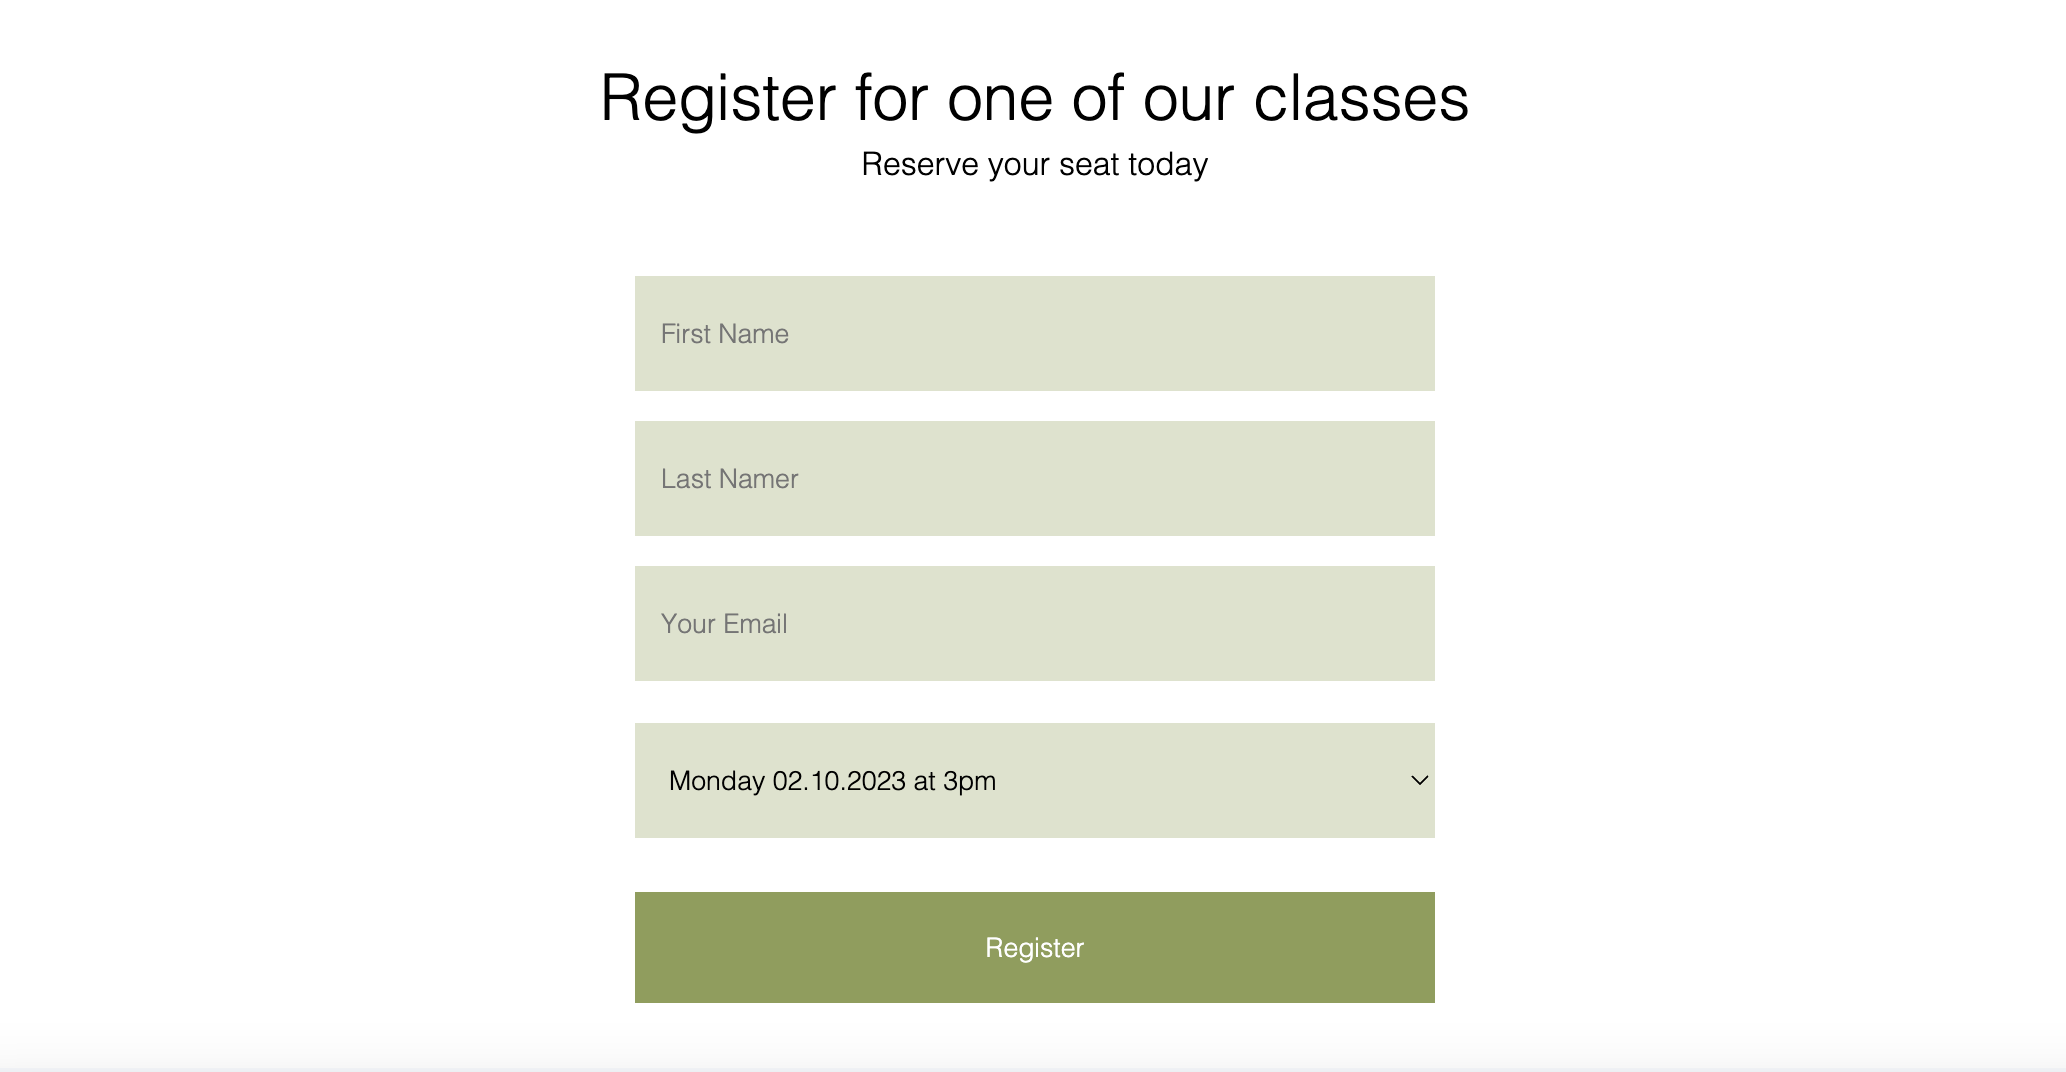 Register for one of our classes
Reserve your seat today
First Name
Last Namer
Your Email
Monday 02.10.2023 at 3pm
Register